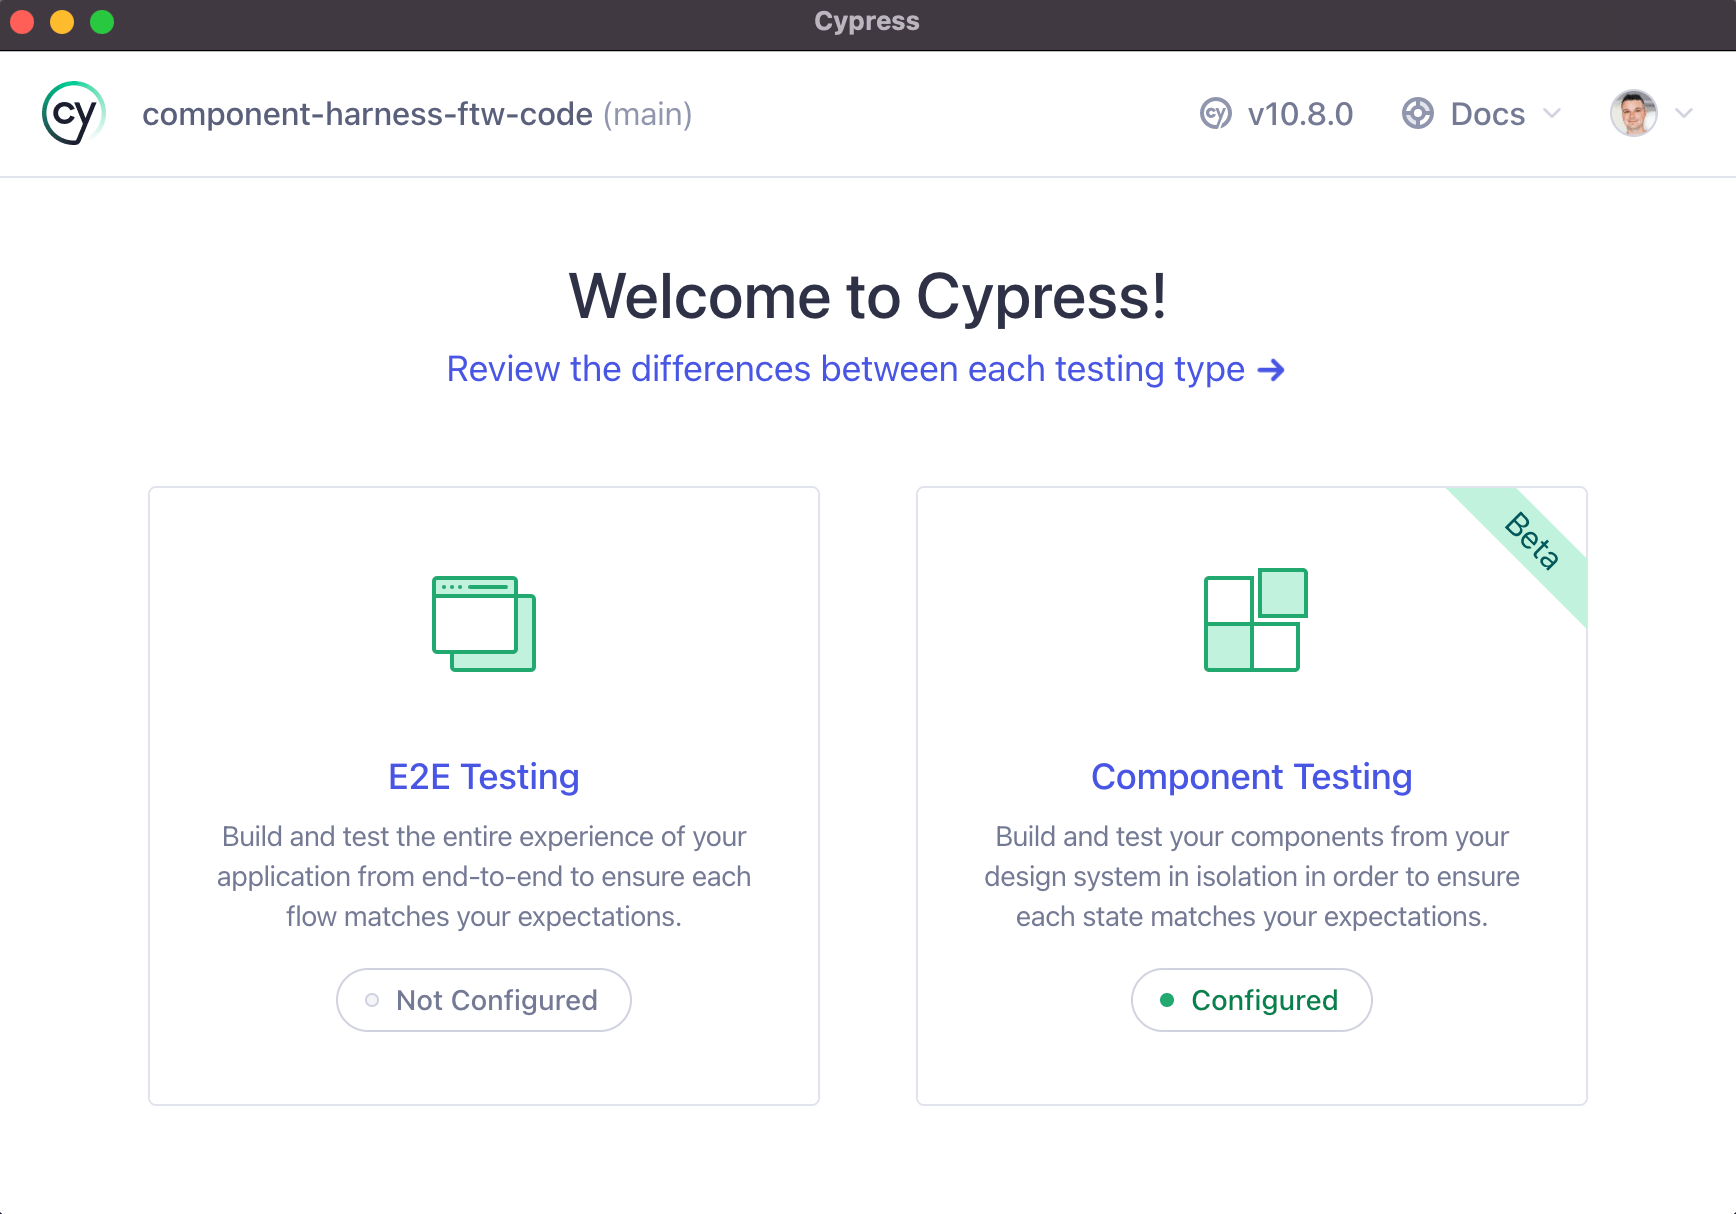 Cypress
cy component-harness-ftw-code (main)
cy v10.8.0 Docs
Welcome to Cypress!
Review the differences between each testing type →
Beta
E2E Testing
Build and test the entire experience of your
application from end-to-end to ensure each
flow matches your expectations.
Not Configured
Component Testing
Build and test your components from your
design system in isolation in order to ensure
each state matches your expectations.
Configured